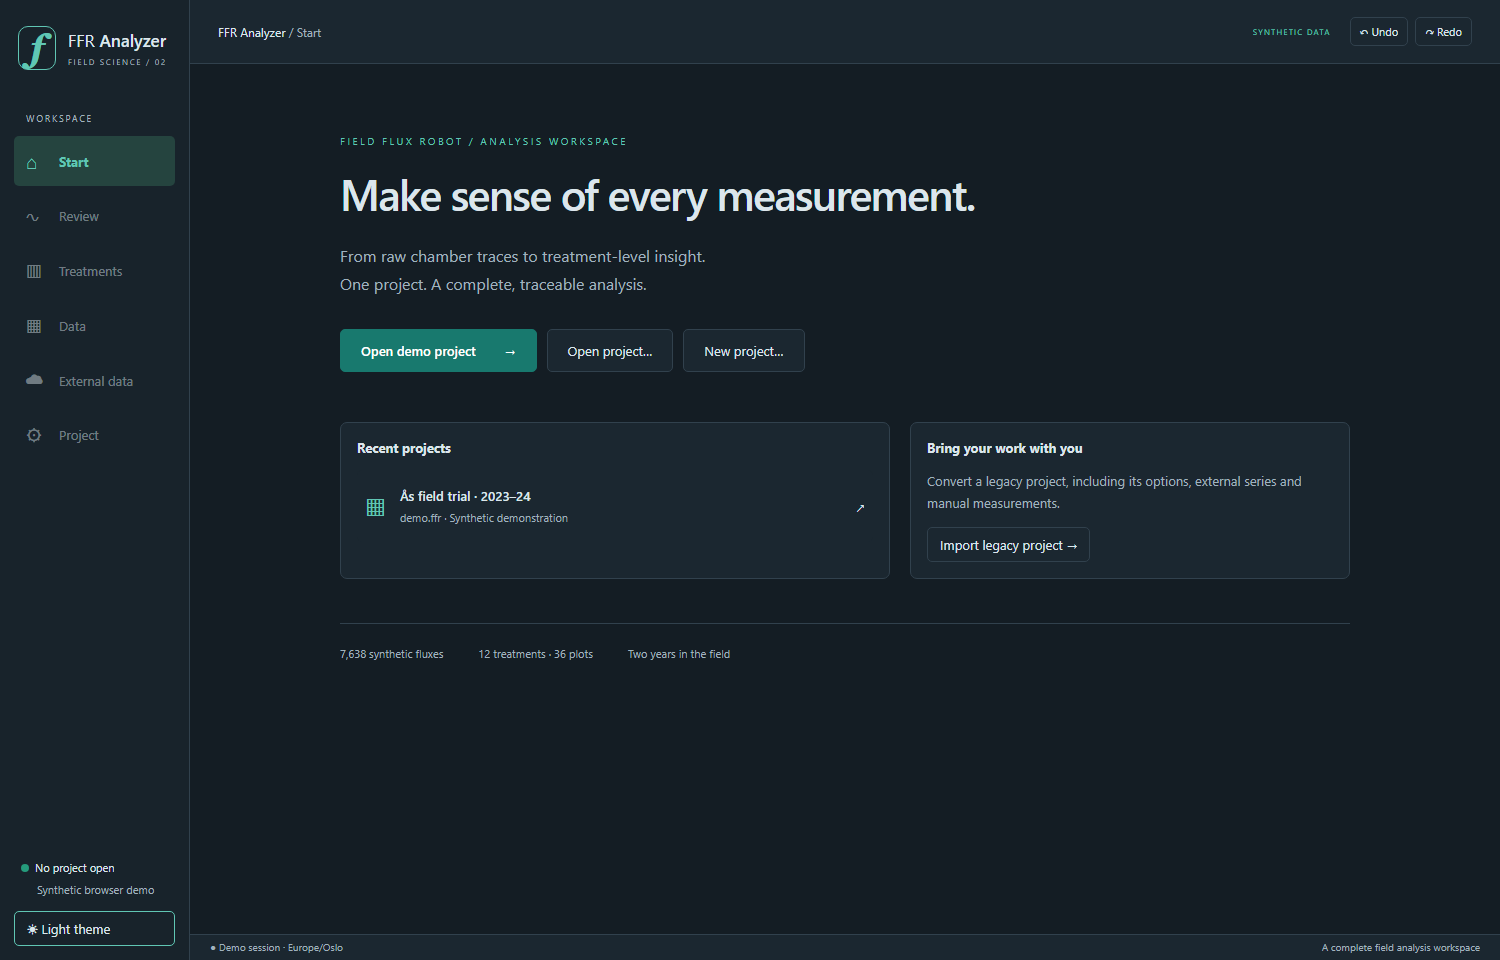 f
FFR Analyzer
FIELD SCIENCE / 02
WORKSPACE
Start
Review
Treatments
Data
External data
Project
No project open
Synthetic browser demo
☀ Light theme
FFR Analyzer / Start
SYNTHETIC DATA
↶ Undo
↷ Redo
FIELD FLUX ROBOT / ANALYSIS WORKSPACE
Make sense of every measurement.
From raw chamber traces to treatment-level insight.
One project. A complete, traceable analysis.
Open demo project →
Open project...
New project...
Recent projects
Ås field trial · 2023–24
demo.ffr · Synthetic demonstration
↗
Bring your work with you
Convert a legacy project, including its options, external series and
manual measurements.
Import legacy project →
7,638 synthetic fluxes
12 treatments · 36 plots
Two years in the field
● Demo session · Europe/Oslo
A complete field analysis workspace